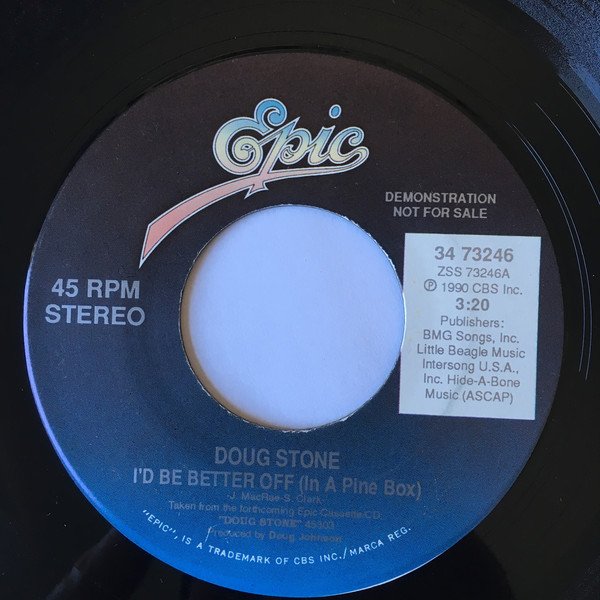 Epic
DEMONSTRATION
NOT FOR SALE
45 RPM
STEREO
34 73246
ZSS 73246A
℗ 1990 CBS Inc.
3:20
Publishers:
BMG Songs, Inc.
Little Beagle Music
Intersong U.S.A.,
Inc. Hide-A-Bone
Music (ASCAP)
DOUG STONE
I'D BE BETTER OFF (In A Pine Box)
J. MacRae-S. Clark
Taken from the forthcoming Epic Cassette/CD:
"DOUG STONE" 45303
Produced by Doug Johnson
"EPIC", IS A TRADEMARK OF CBS INC./MARCA REG.